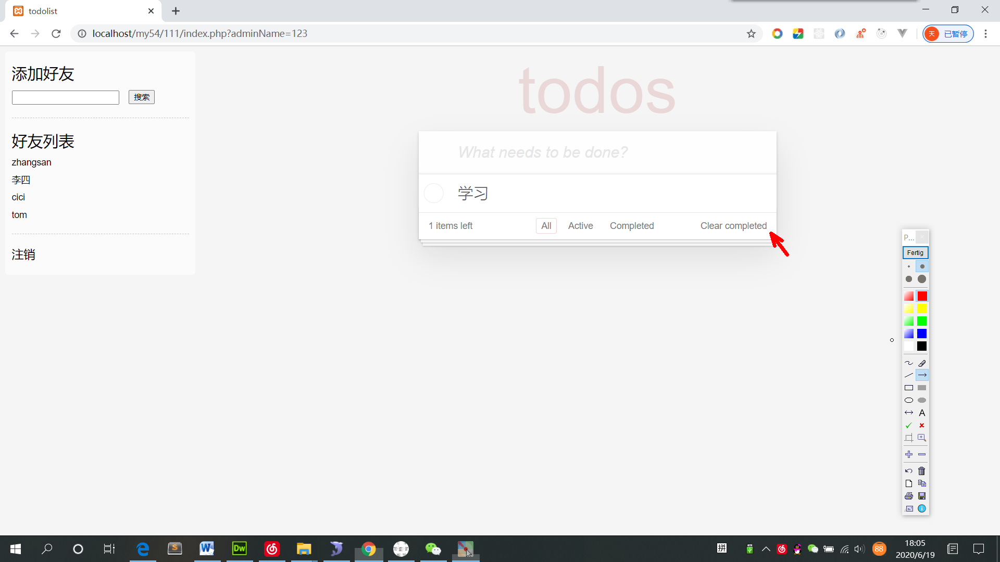 todolist
localhost/my54/111/index.php?adminName=123
天 已暂停
添加好友
搜索
好友列表
zhangsan
李四
cici
tom
注销
todos
What needs to be done?
学习
1 items left
All
Active
Completed
Clear completed
P...
Fertig
A
S
W
Dw
拼
88
18:05
2020/6/19